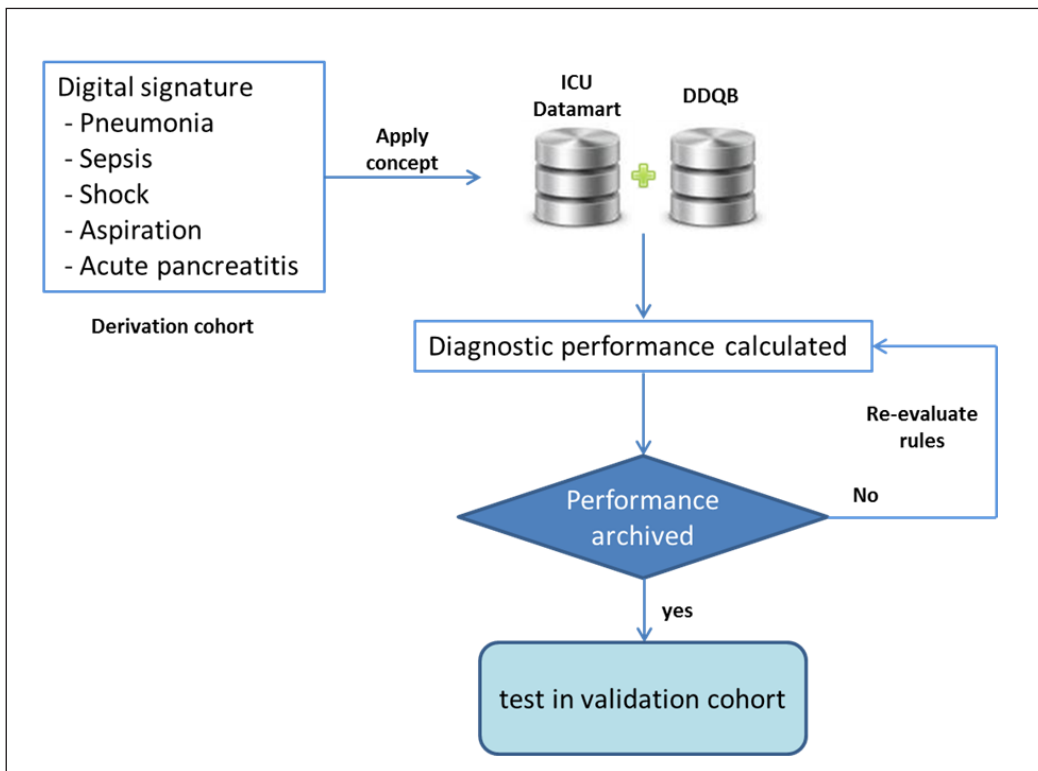 Digital signature
- Pneumonia
- Sepsis
- Shock
- Aspiration
- Acute pancreatitis
Derivation cohort
Apply
concept
ICU
Datamart
DDQB
Diagnostic performance calculated
Re-evaluate
rules
Performance
archived
No
yes
test in validation cohort